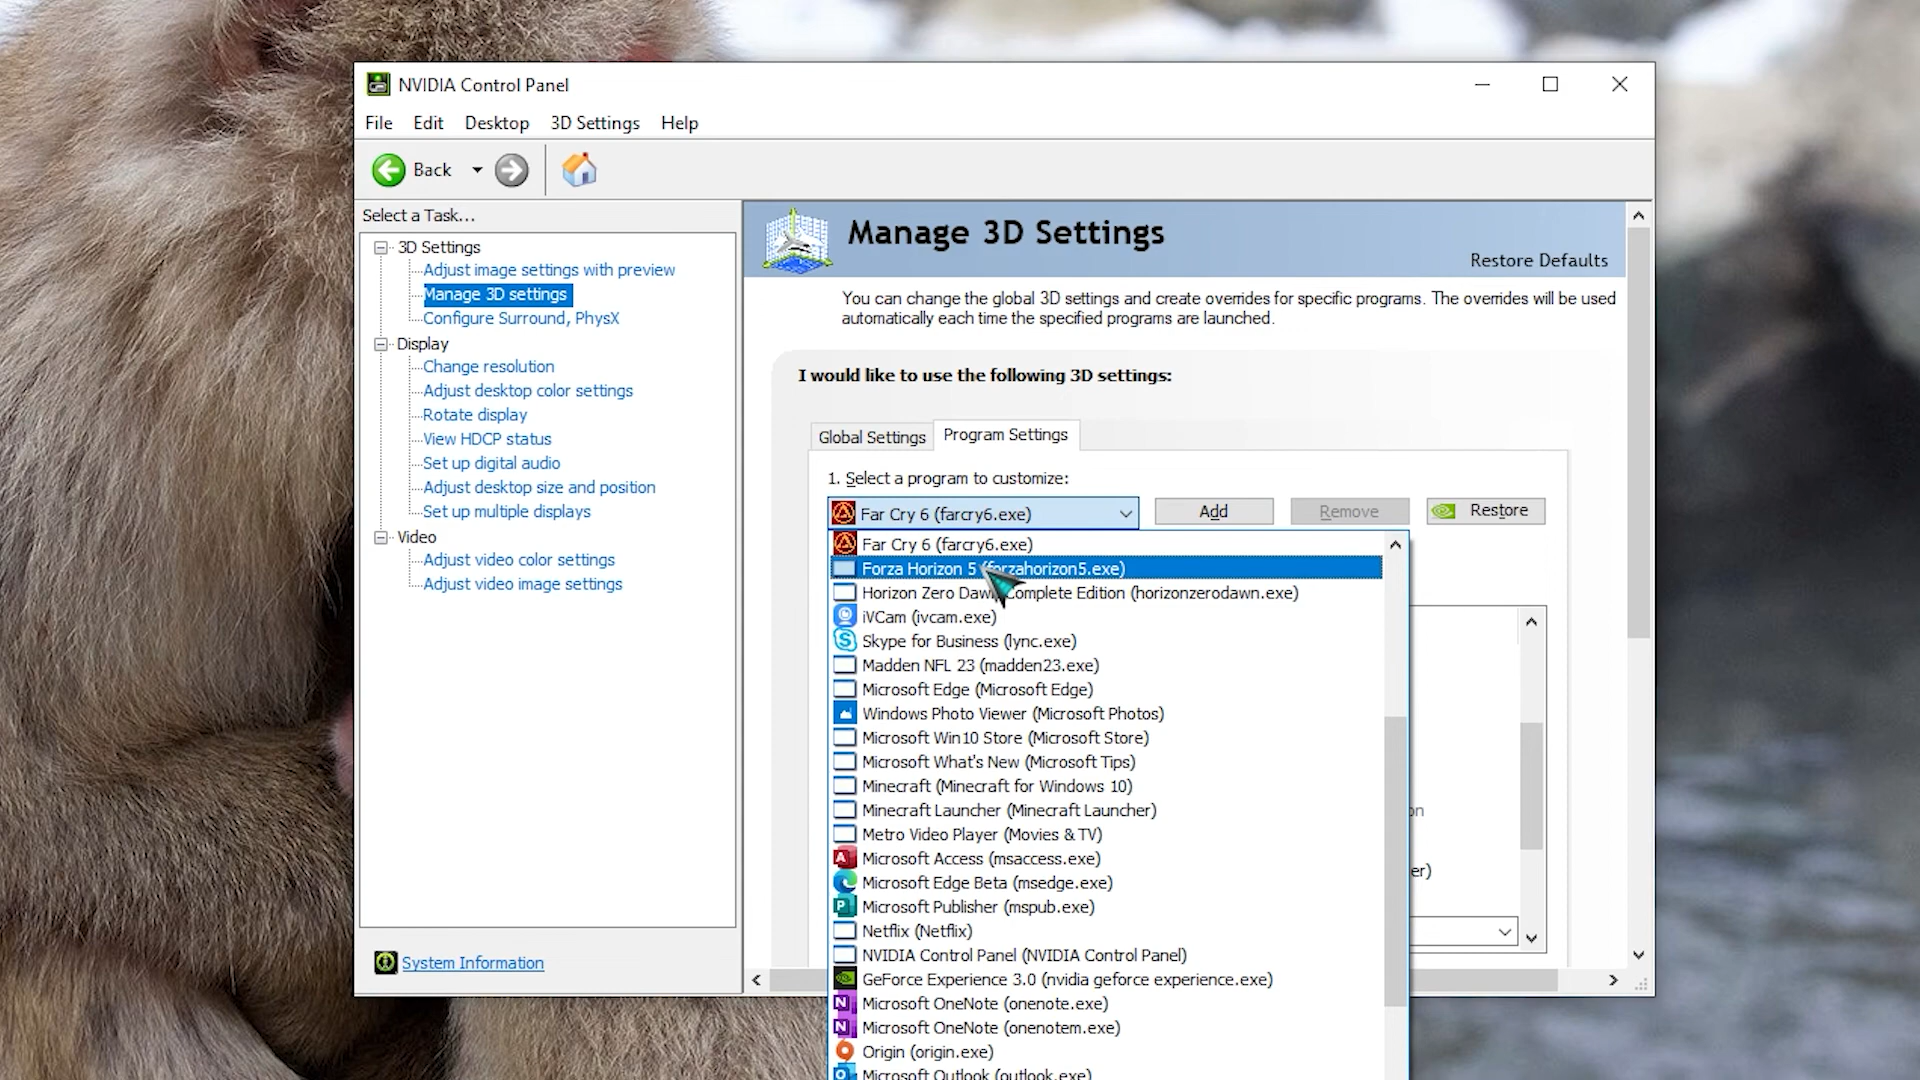 NVIDIA Control Panel
File Edit Desktop 3D Settings Help
Back
Select a Task...
3D Settings
Adjust image settings with preview
Manage 3D settings
Configure Surround, PhysX
Display
Change resolution
Adjust desktop color settings
Rotate display
View HDCP status
Set up digital audio
Adjust desktop size and position
Set up multiple displays
Video
Adjust video color settings
Adjust video image settings
System Information
Manage 3D Settings
Restore Defaults
You can change the global 3D settings and create overrides for specific programs. The overrides will be used
automatically each time the specified programs are launched.
I would like to use the following 3D settings:
Global Settings Program Settings
1. Select a program to customize:
Far Cry 6 (farcry6.exe) Add Remove Restore
Far Cry 6 (farcry6.exe)
Forza Horizon 5 (forzahorizon5.exe)
Horizon Zero Dawn Complete Edition (horizonzerodawn.exe)
iVCam (ivcam.exe)
Skype for Business (lync.exe)
Madden NFL 23 (madden23.exe)
Microsoft Edge (Microsoft Edge)
Windows Photo Viewer (Microsoft Photos)
Microsoft Win10 Store (Microsoft Store)
Microsoft What's New (Microsoft Tips)
Minecraft (Minecraft for Windows 10)
Minecraft Launcher (Minecraft Launcher)
Metro Video Player (Movies & TV)
Microsoft Access (msaccess.exe)
Microsoft Edge Beta (msedge.exe)
Microsoft Publisher (mspub.exe)
Netflix (Netflix)
NVIDIA Control Panel (NVIDIA Control Panel)
GeForce Experience 3.0 (nvidia geforce experience.exe)
Microsoft OneNote (onenote.exe)
Microsoft OneNote (onenotem.exe)
Origin (origin.exe)
Microsoft Outlook (outlook.exe)